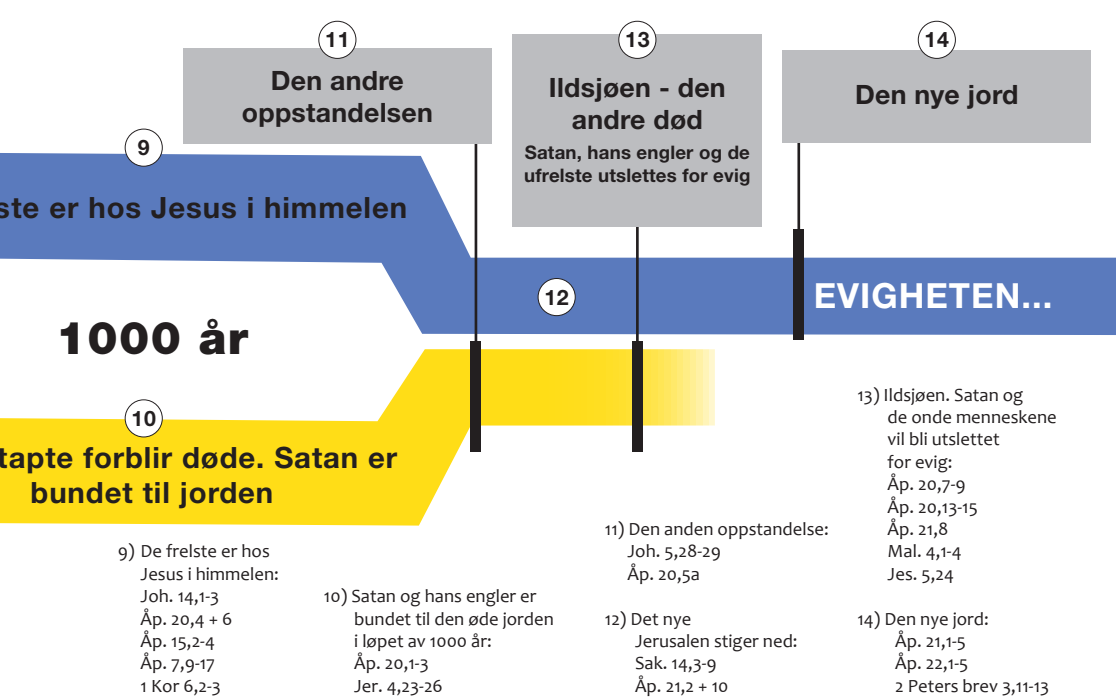 11
Den andre
oppstandelsen
13
Ildsjøen - den
andre død
Satan, hans engler og de
ufrelste utslettes for evig
14
Den nye jord
9
ste er hos Jesus i himmelen
12
EVIGHETEN...
1000 år
10
tapte forblir døde. Satan er
bundet til jorden
9) De frelste er hos
Jesus i himmelen:
Joh. 14,1-3
Åp. 20,4 + 6
Åp. 15,2-4
Åp. 7,9-17
1 Kor 6,2-3
10) Satan og hans engler er
bundet til den øde jorden
i løpet av 1000 år:
Åp. 20,1-3
Jer. 4,23-26
11) Den anden oppstandelse:
Joh. 5,28-29
Åp. 20,5a
12) Det nye
Jerusalen stiger ned:
Sak. 14,3-9
Åp. 21,2 + 10
13) Ildsjøen. Satan og
de onde menneskene
vil bli utslettet
for evig:
Åp. 20,7-9
Åp. 20,13-15
Åp. 21,8
Mal. 4,1-4
Jes. 5,24
14) Den nye jord:
Åp. 21,1-5
Åp. 22,1-5
2 Peters brev 3,11-13